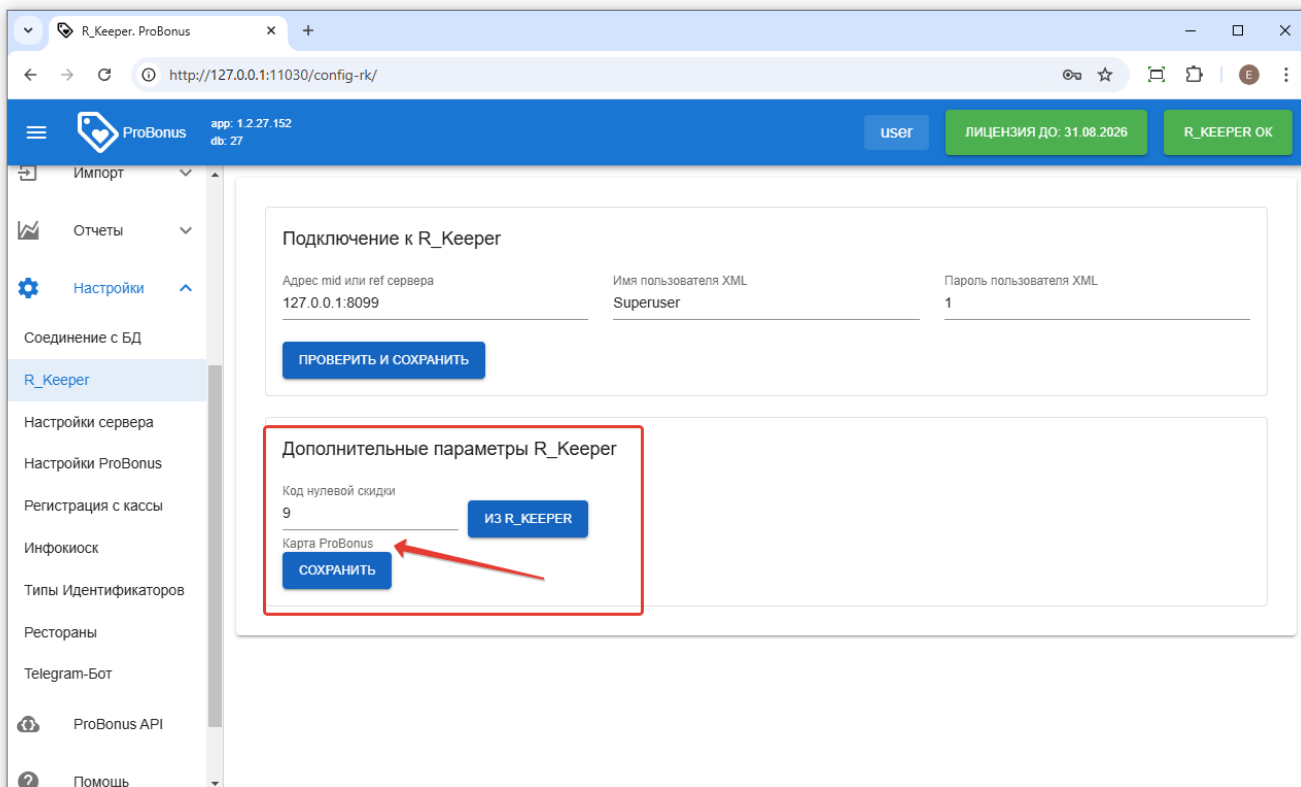 R_Keeper. ProBonus
http://127.0.0.1:11030/config-rk/
E
ProBonus
app: 1.2.27.152
db: 27
user
ЛИЦЕНЗИЯ ДО: 31.08.2026
R_KEEPER OK
Импорт
Отчеты
Настройки
Соединение с БД
R_Keeper
Настройки сервера
Настройки ProBonus
Регистрация с кассы
Инфокиоск
Типы Идентификаторов
Рестораны
Telegram-Бот
ProBonus API
Помощь
Подключение к R_Keeper
Адрес mid или ref сервера
127.0.0.1:8099
Имя пользователя XML
Superuser
Пароль пользователя XML
1
ПРОВЕРИТЬ И СОХРАНИТЬ
Дополнительные параметры R_Keeper
Код нулевой скидки
9
ИЗ R_KEEPER
Карта ProBonus
СОХРАНИТЬ